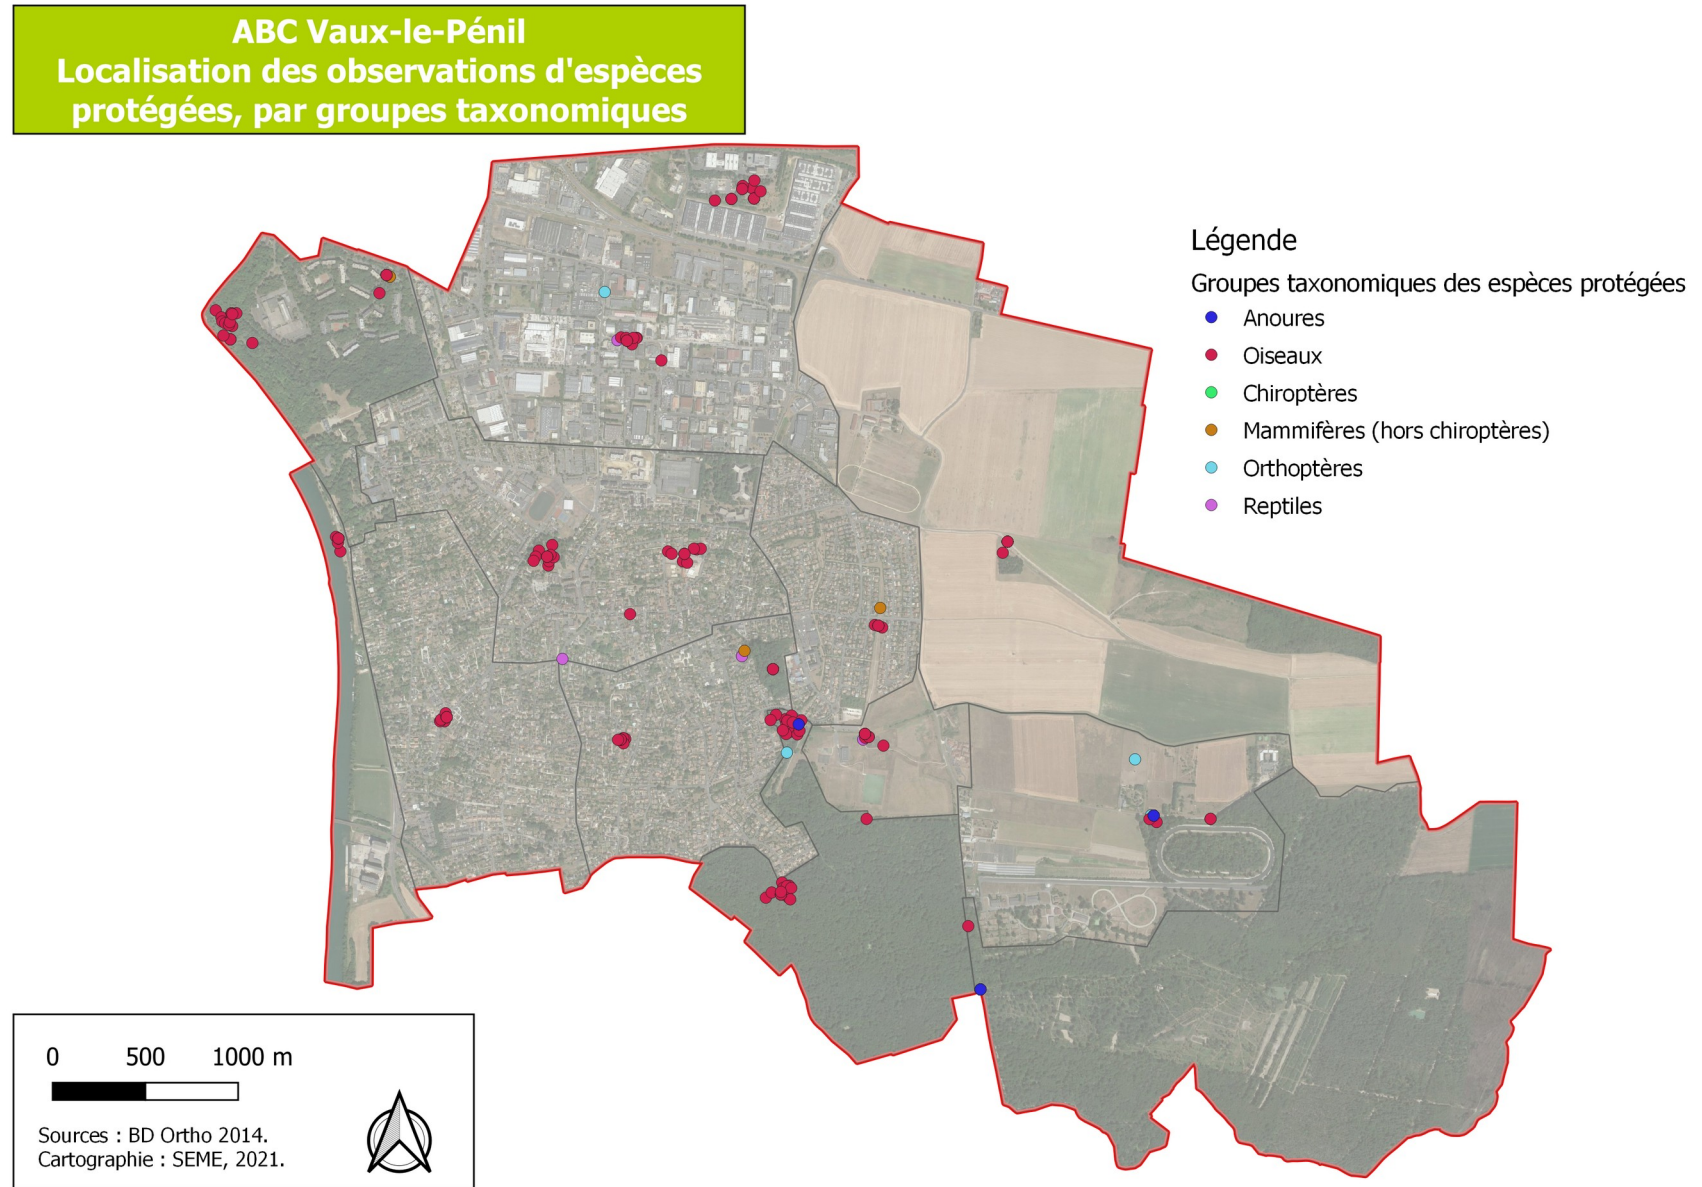 ABC Vaux-le-Pénil
Localisation des observations d'espèces
protégées, par groupes taxonomiques
Légende
Groupes taxonomiques des espèces protégées
Anoures
Oiseaux
Chiroptères
Mammifères (hors chiroptères)
Orthoptères
Reptiles
0 500 1000 m
Sources : BD Ortho 2014.
Cartographie : SEME, 2021.